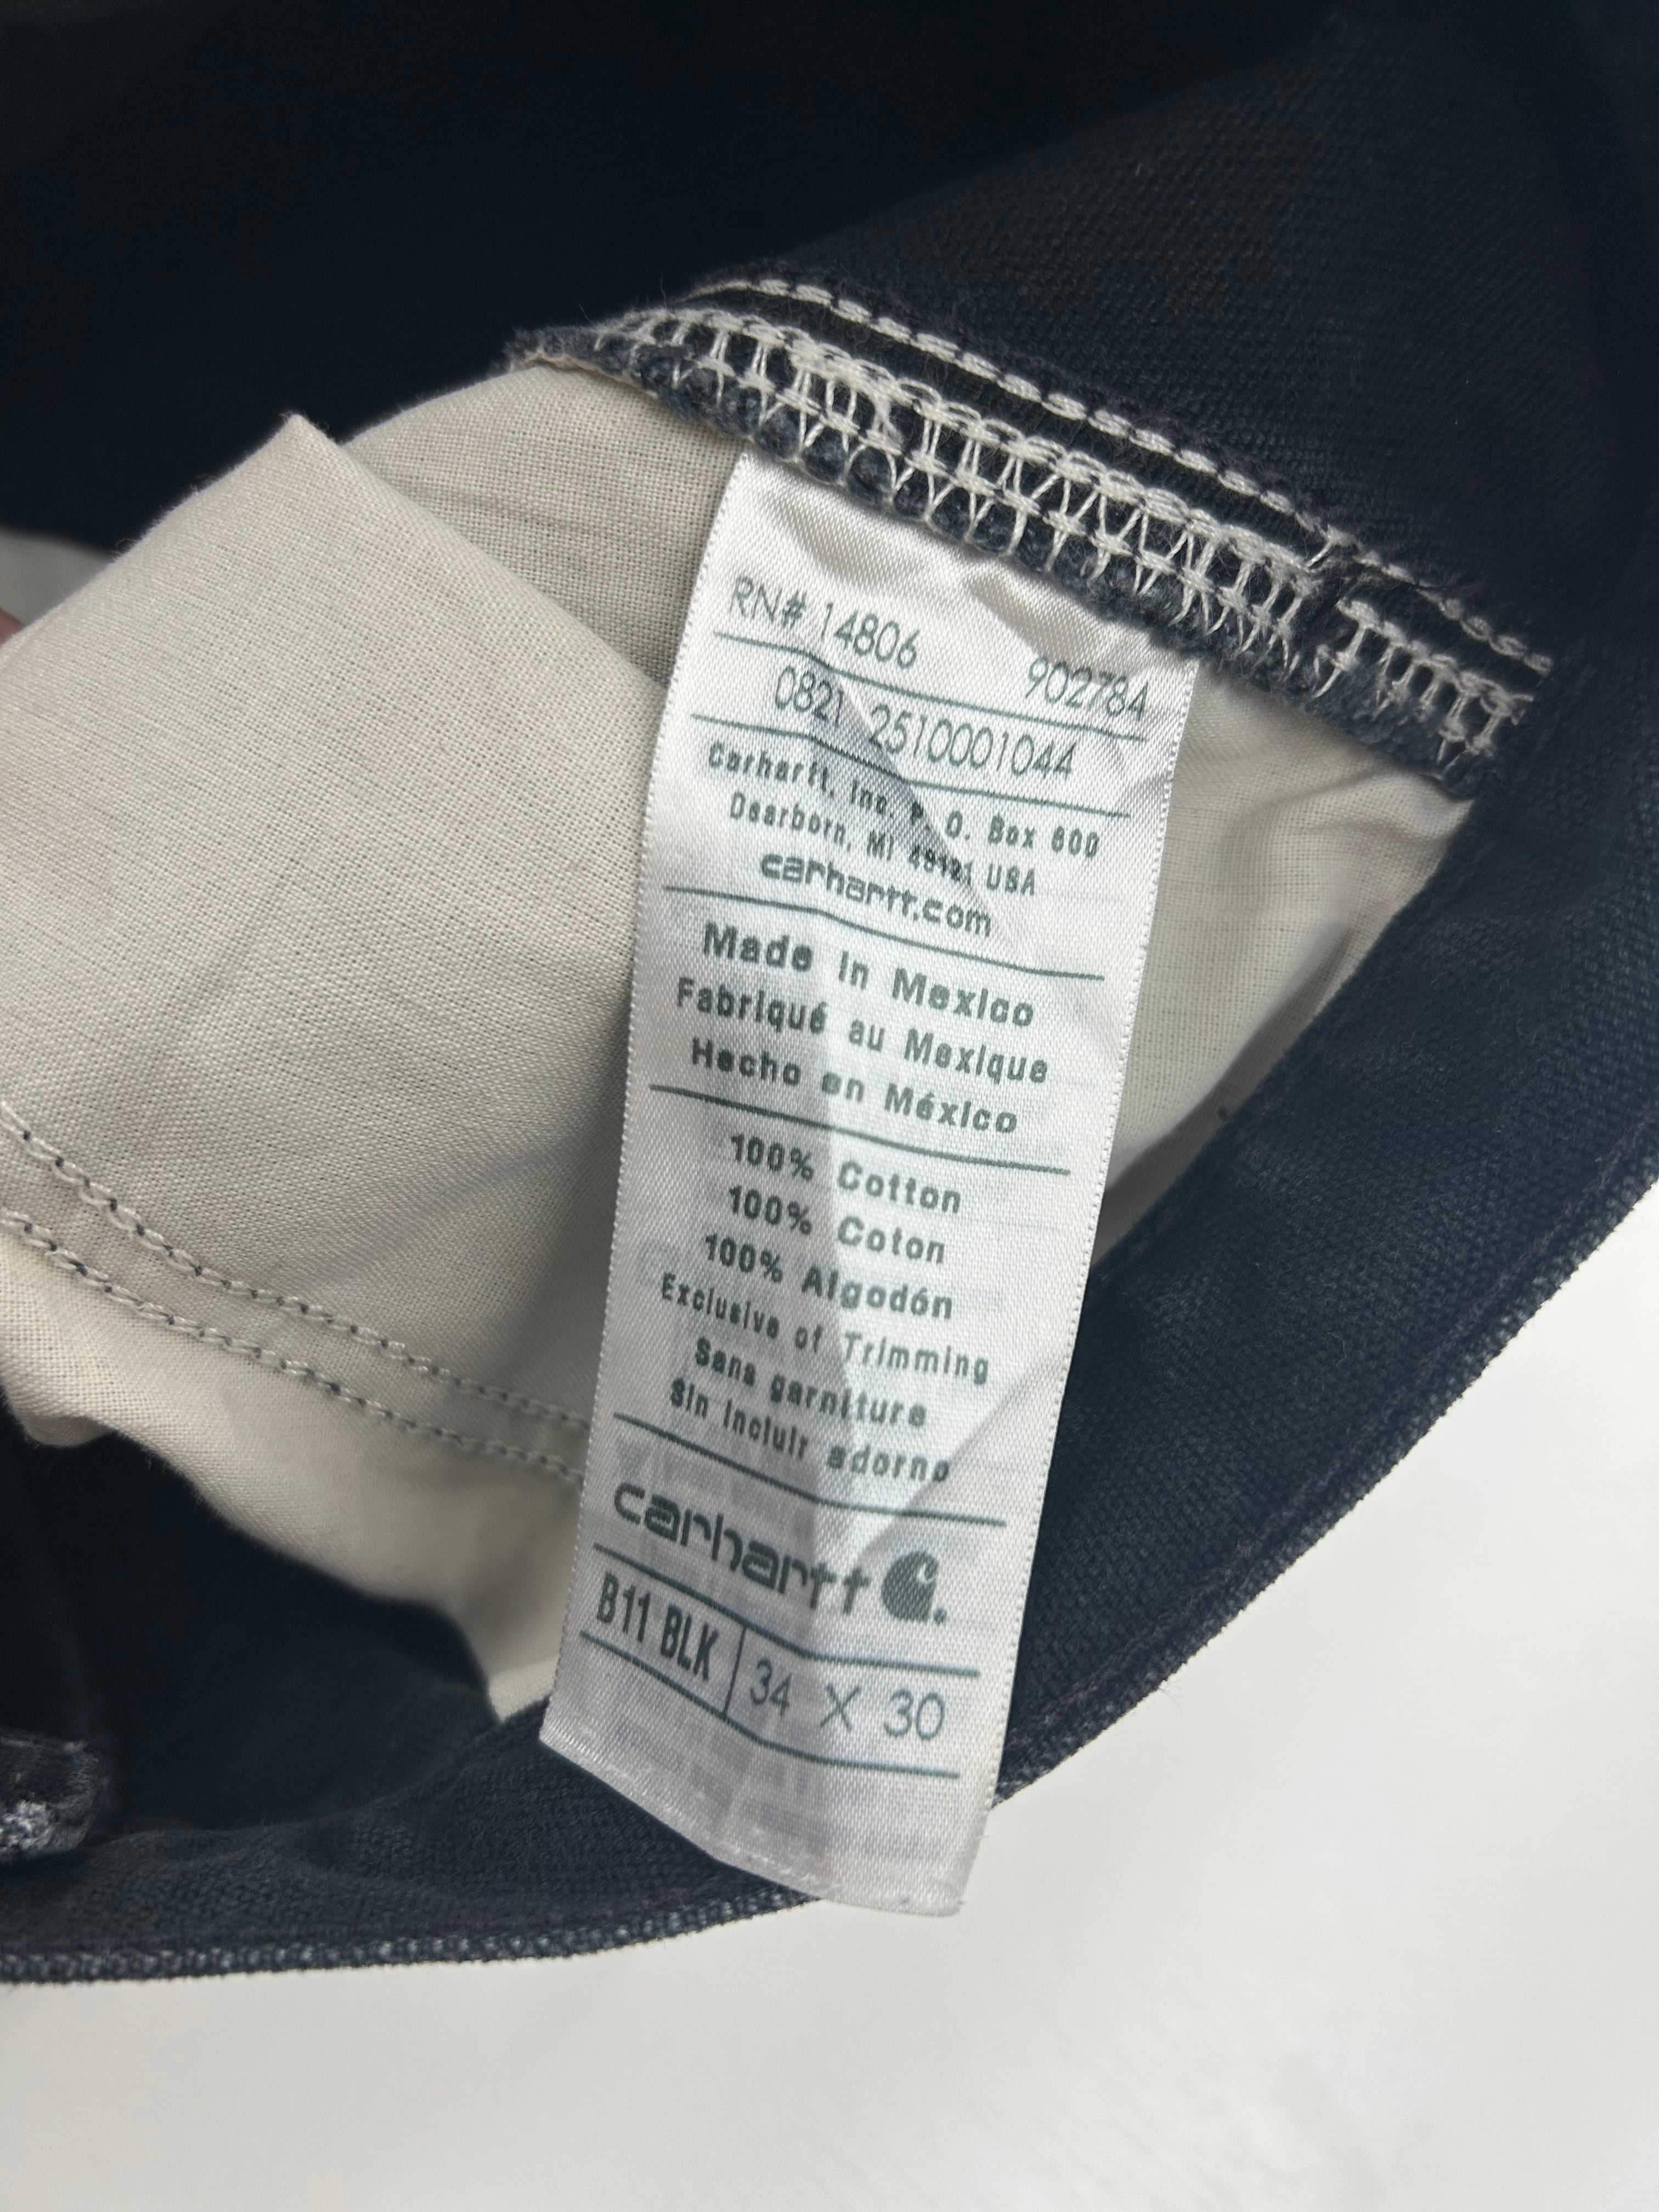 RN# 14806 902784
0821 2510001044
Carhartt, Inc. P. O. Box 600
Dearborn, MI 48121 USA
carhartt.com
Made in Mexico
Fabriqué au Mexique
Hecho en México
100% Cotton
100% Coton
100% Algodón
Exclusive of Trimming
Sans garniture
Sin incluir adorno
carhartt
B11 BLK 34 X 30